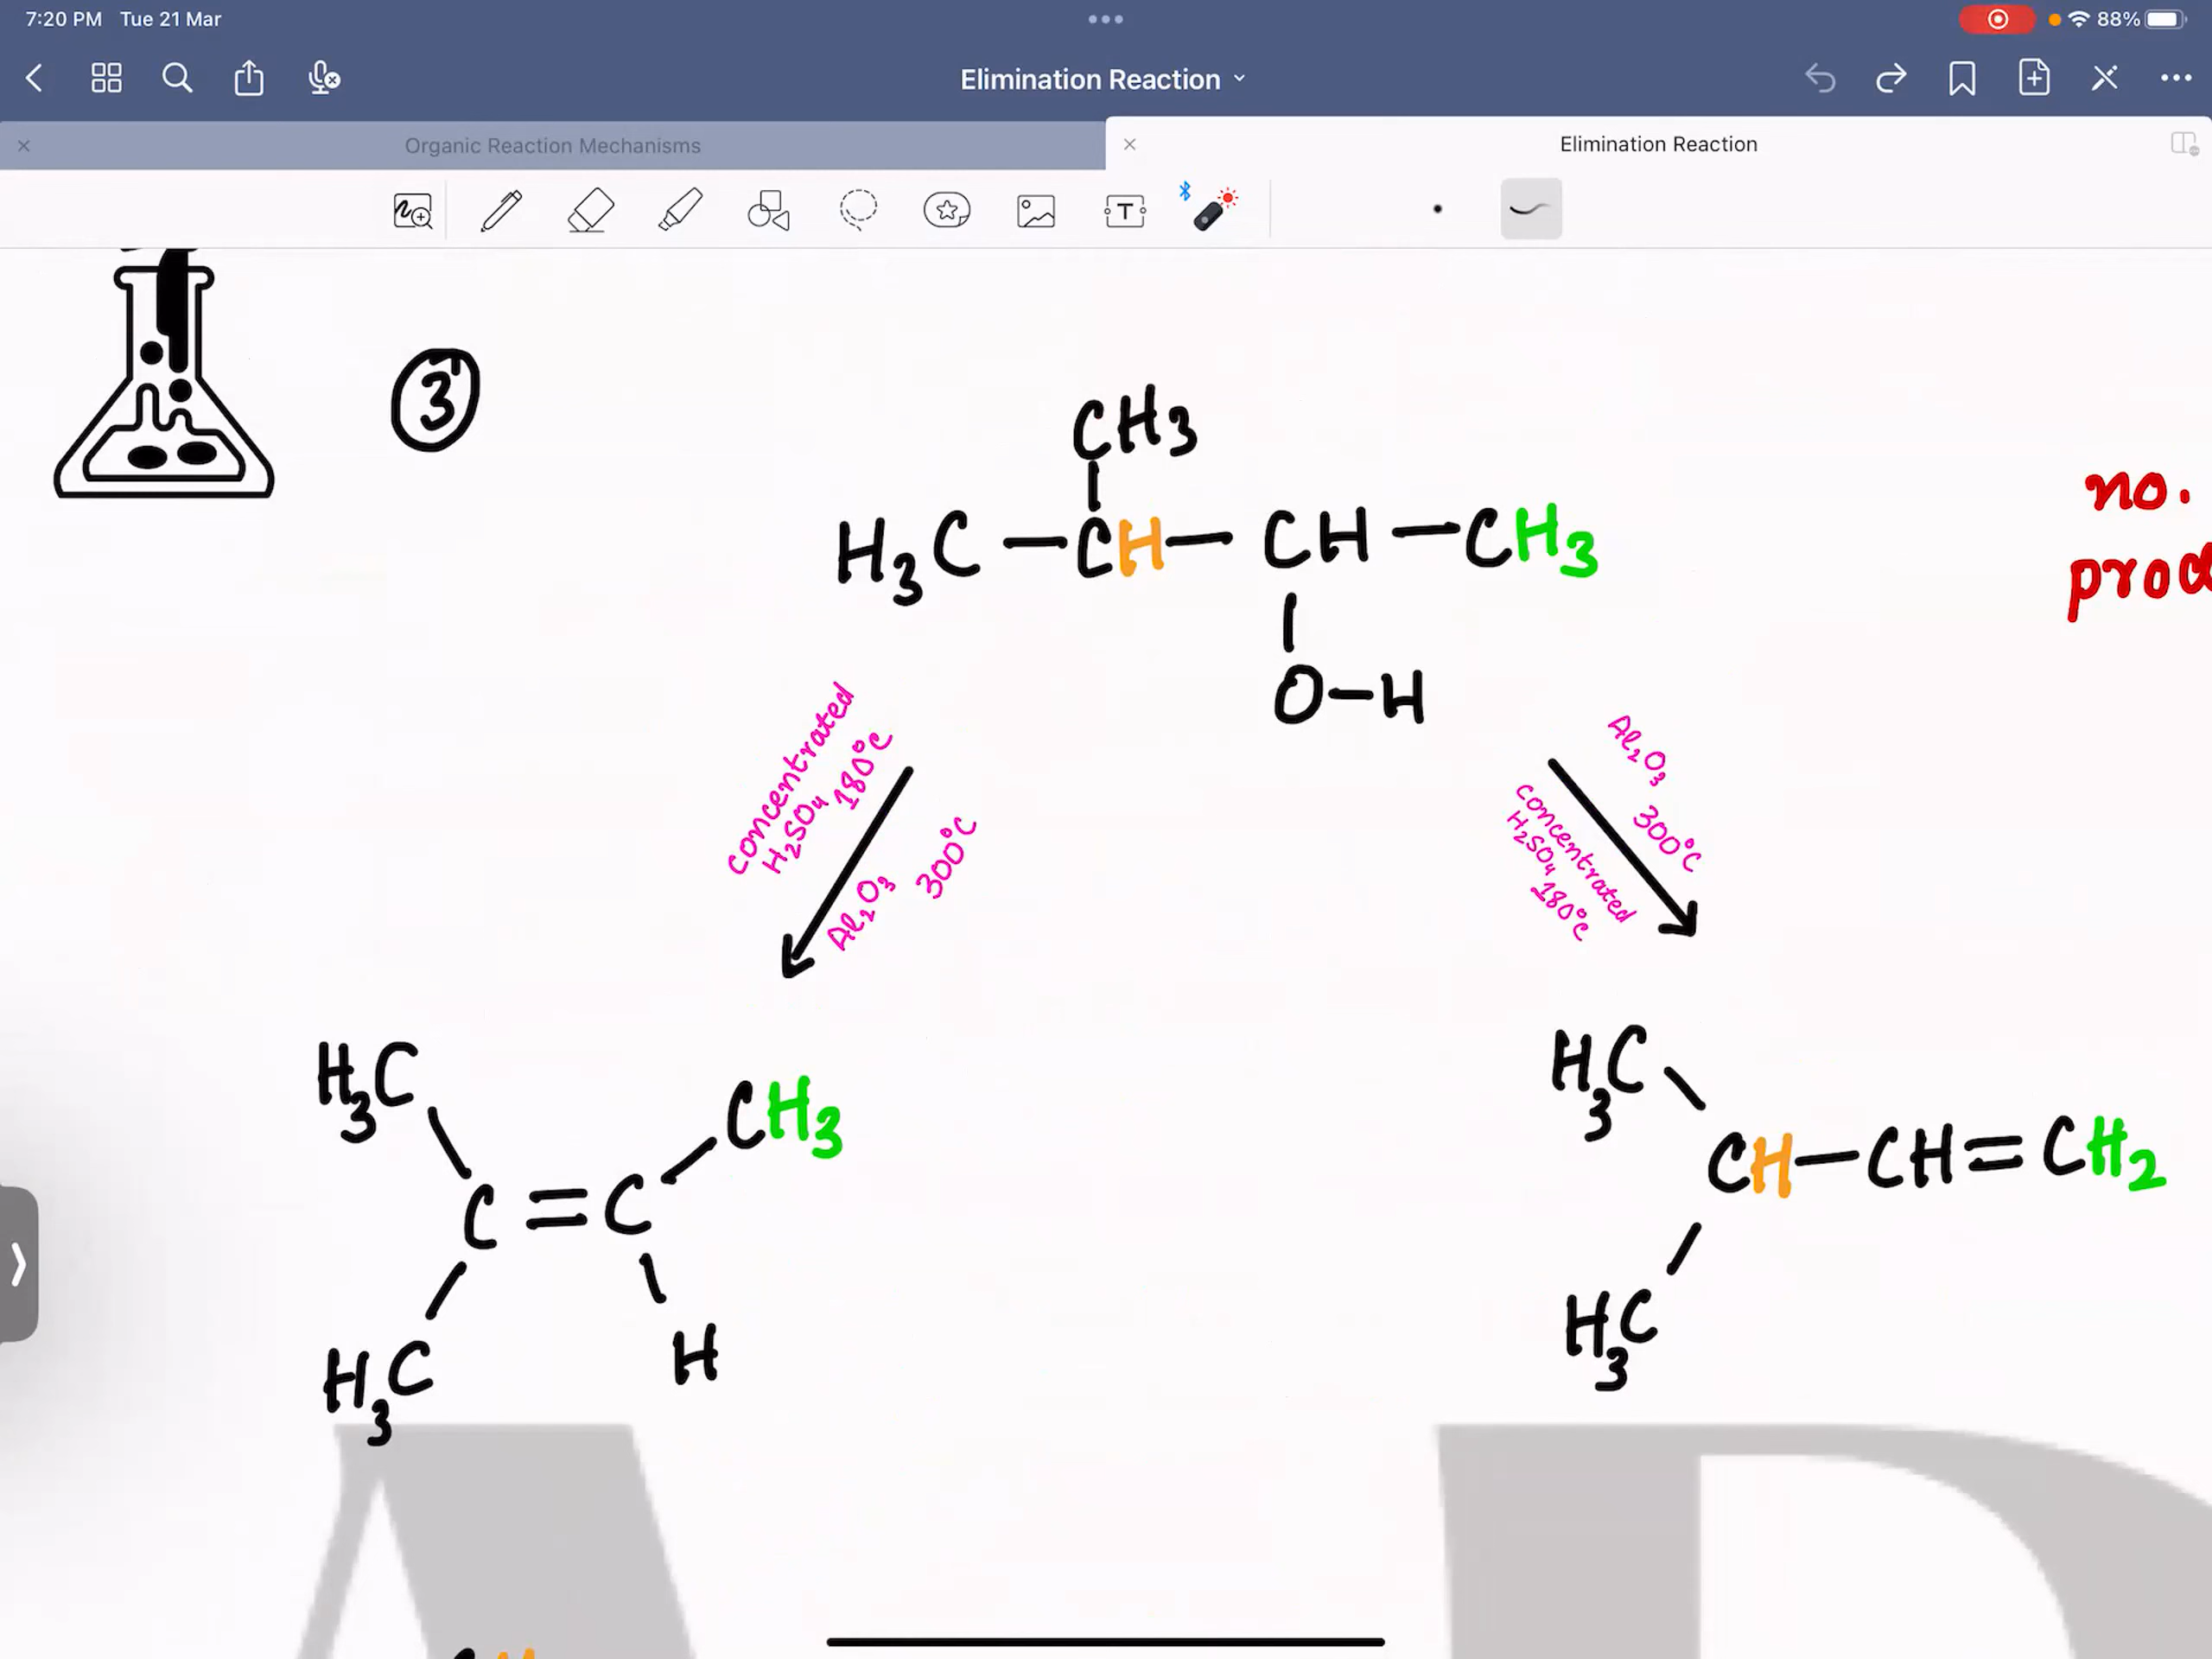 7:20 PM Tue 21 Mar
88%
Elimination Reaction
Organic Reaction Mechanisms
Elimination Reaction
T
3
CH3
H3C—CH—CH—CH3
O—H
no.
prod
concentrated
H2SO4 180°C
Al2O3 300°C
Al2O3 300°C
concentrated
H2SO4 180°C
H3C
CH3
C=C
H3C
H
H3C
CH—CH=CH2
H3C